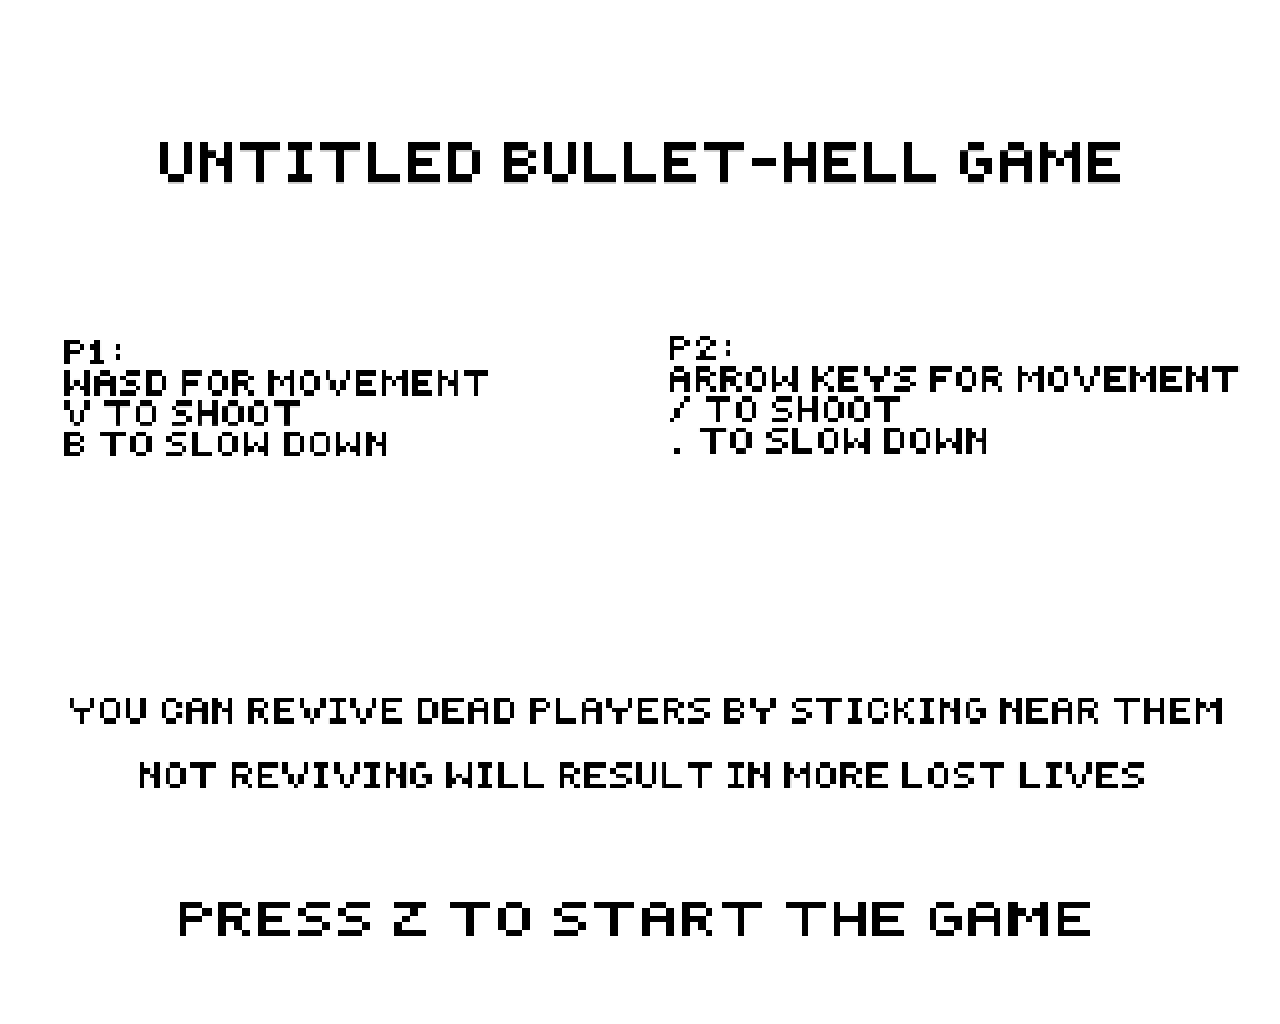 UNTITLED BULLET-HELL GAME
P1:
WASD FOR MOVEMENT
V TO SHOOT
B TO SLOW DOWN
P2:
ARROW KEYS FOR MOVEMENT
/ TO SHOOT
. TO SLOW DOWN
YOU CAN REVIVE DEAD PLAYERS BY STICKING NEAR THEM
NOT REVIVING WILL RESULT IN MORE LOST LIVES
PRESS Z TO START THE GAME